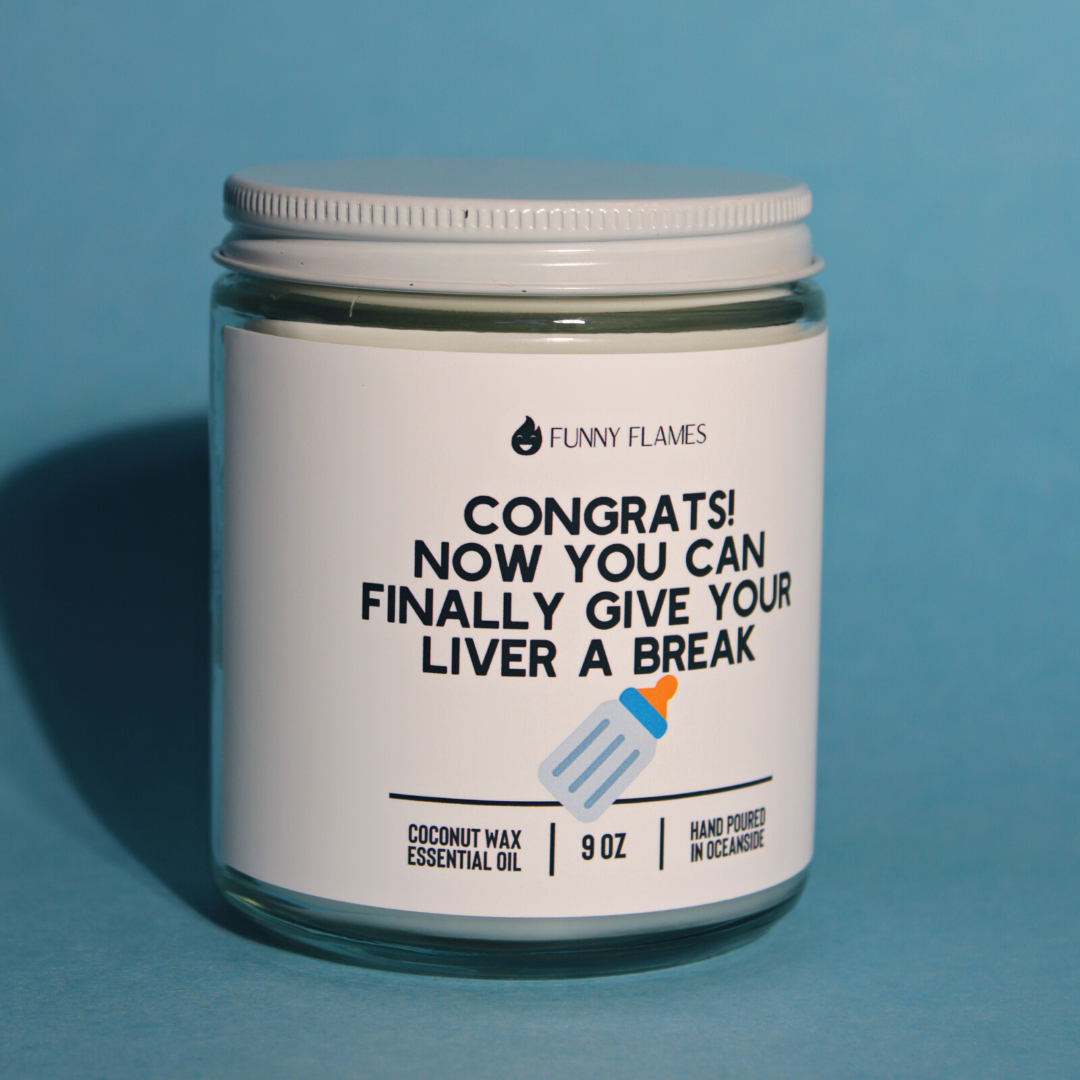 FUNNY FLAMES
CONGRATS!
NOW YOU CAN
FINALLY GIVE YOUR
LIVER A BREAK
COCONUT WAX
ESSENTIAL OIL
9 OZ
HAND POURED
IN OCEANSIDE